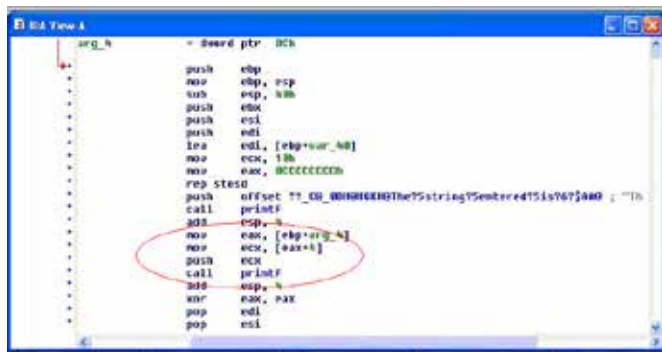 IDA View-A
arg_4 = dword ptr 0Ch
push ebp
mov ebp, esp
sub esp, 40h
push ebx
push esi
push edi
lea edi, [ebp+var_40]
mov ecx, 10h
mov eax, 0CCCCCCCCh
rep stosd
push offset ; "Th
call printf
add esp, 4
mov eax, [ebp+arg_4]
mov ecx, [eax+4]
push ecx
call printf
add esp, 4
xor eax, eax
pop edi
pop esi